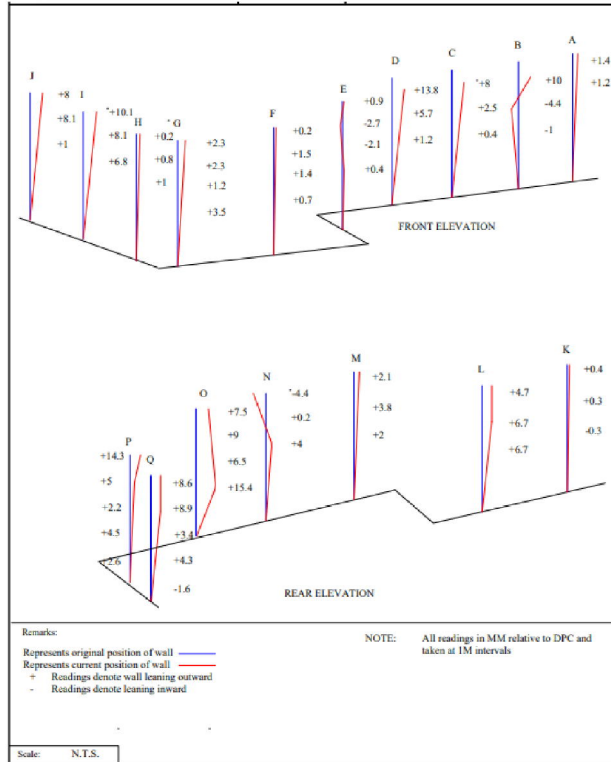 A
B
C
D
E
F
G
H
I
J
+1.4
+1.2
+10
-4.4
-1
+8
+2.5
+0.4
+13.8
+5.7
+1.2
+0.9
-2.7
-2.1
+0.4
+0.2
+1.5
+1.4
+0.7
+2.3
+2.3
+1.2
+3.5
+0.2
+0.8
+1
+10.1
+8.1
+6.8
+8
+8.1
+1
FRONT ELEVATION
K
L
M
N
O
P
Q
+0.4
+0.3
-0.3
+4.7
+6.7
+6.7
+2.1
+3.8
+2
-4.4
+0.2
+4
+7.5
+9
+6.5
+15.4
+8.6
+8.9
+3.4
+4.3
-1.6
+14.3
+5
+2.2
+4.5
+2.6
REAR ELEVATION
Remarks:
Represents original position of wall
Represents current position of wall
+ Readings denote wall leaning outward
- Readings denote leaning inward
NOTE: All readings in MM relative to DPC and
taken at 1M intervals
Scale: N.T.S.